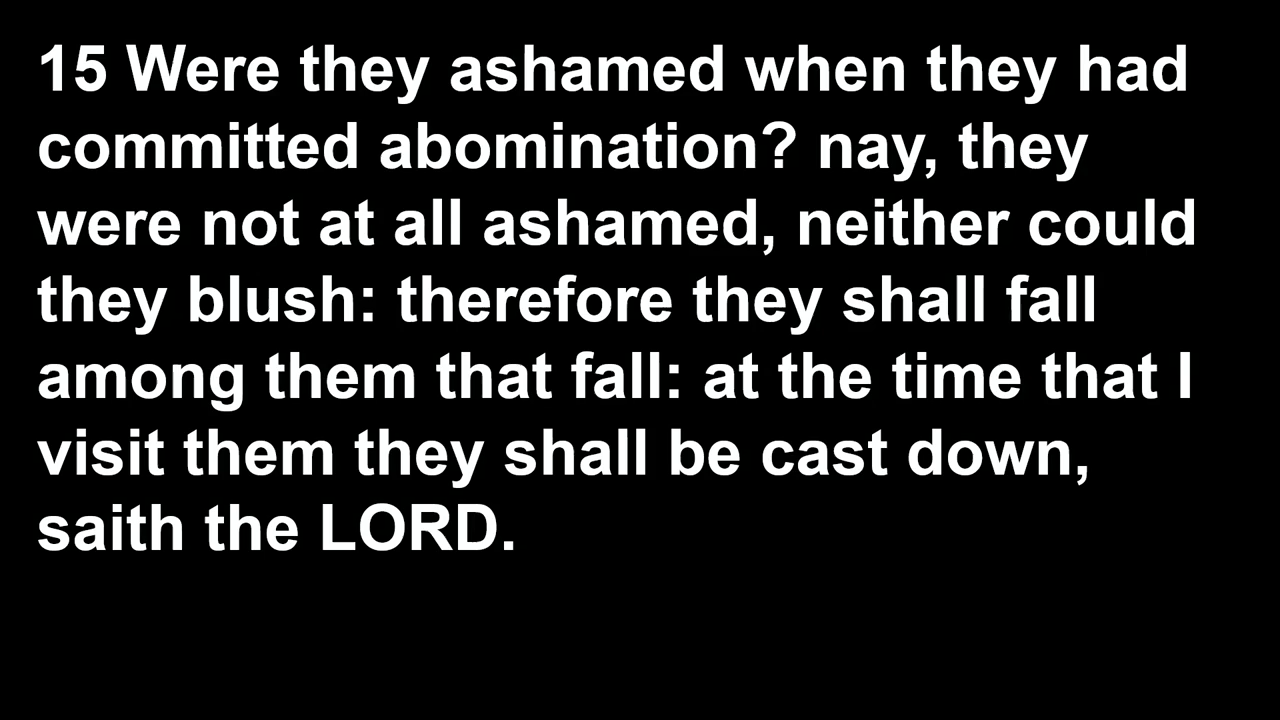 15 Were they ashamed when they had
committed abomination? nay, they
were not at all ashamed, neither could
they blush: therefore they shall fall
among them that fall: at the time that I
visit them they shall be cast down,
saith the LORD.